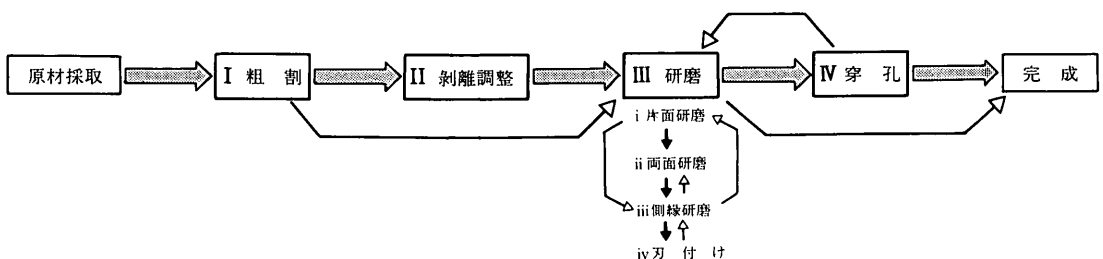 原材採取
I 粗 割
II 剥離調整
III 研磨
IV 穿 孔
完 成
i 片面研磨
ii 両面研磨
iii 側縁研磨
iv 刃 付 け